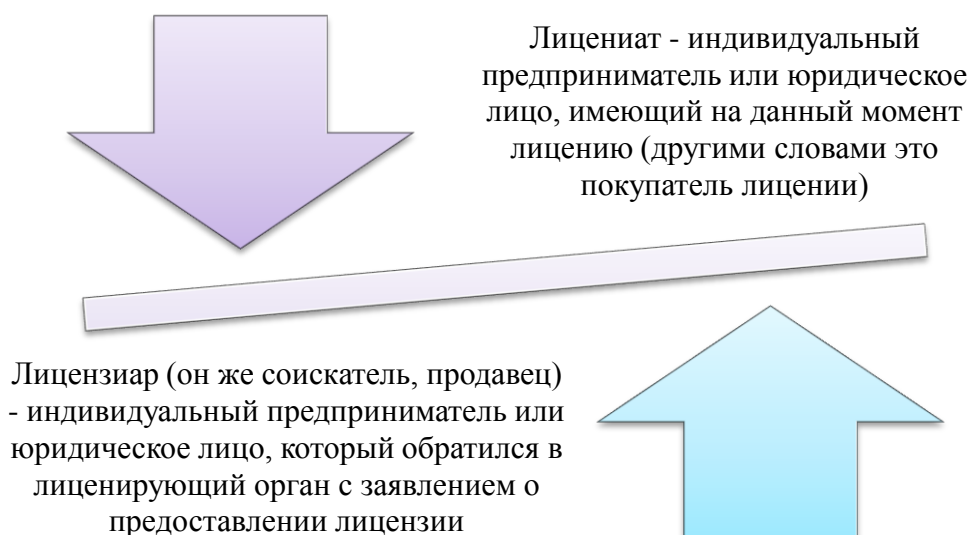 Лицениат - индивидуальный
предприниматель или юридическое
лицо, имеющий на данный момент
лицению (другими словами это
покупатель лицении)
Лицензиар (он же соискатель, продавец)
- индивидуальный предприниматель или
юридическое лицо, который обратился в
лиценирующий орган с заявлением о
предоставлении лицензии